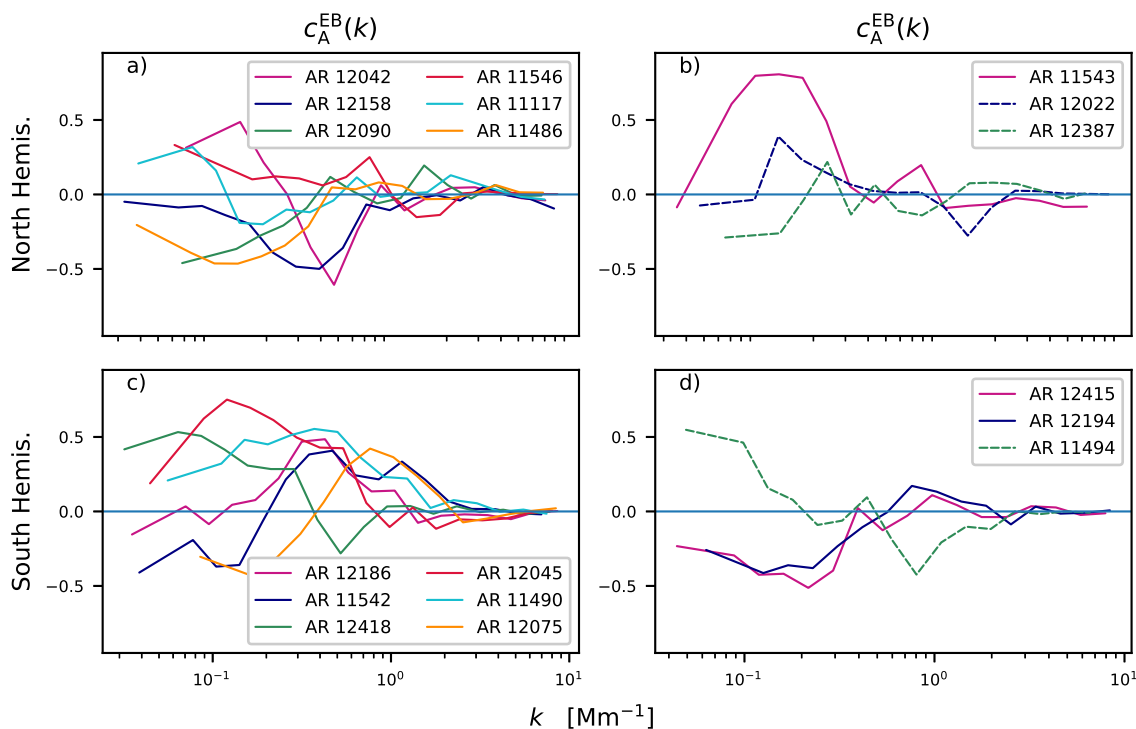 c_A^EB(k) c_A^EB(k)
North Hemis.
a)
AR 12042 AR 11546
AR 12158 AR 11117
AR 12090 AR 11486
0.5
0.0
−0.5
b)
AR 11543
AR 12022
AR 12387
0.5
0.0
−0.5
South Hemis.
c)
0.5
0.0
−0.5
AR 12186 AR 12045
AR 11542 AR 11490
AR 12418 AR 12075
10^−1 10^0 10^1
d)
AR 12415
AR 12194
AR 11494
0.5
0.0
−0.5
10^−1 10^0 10^1
k [Mm^−1]